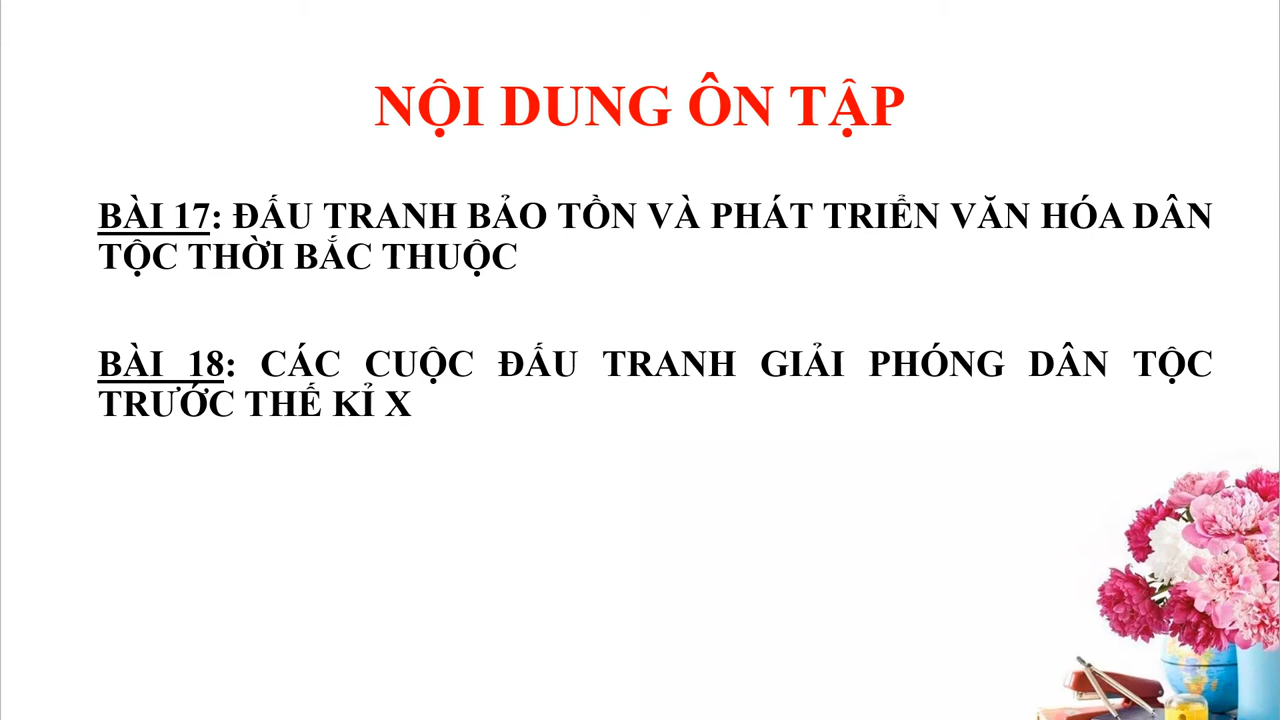 NỘI DUNG ÔN TẬP
BÀI 17: ĐẤU TRANH BẢO TỒN VÀ PHÁT TRIỂN VĂN HÓA DÂN
TỘC THỜI BẮC THUỘC
BÀI 18: CÁC CUỘC ĐẤU TRANH GIẢI PHÓNG DÂN TỘC
TRƯỚC THẾ KỈ X